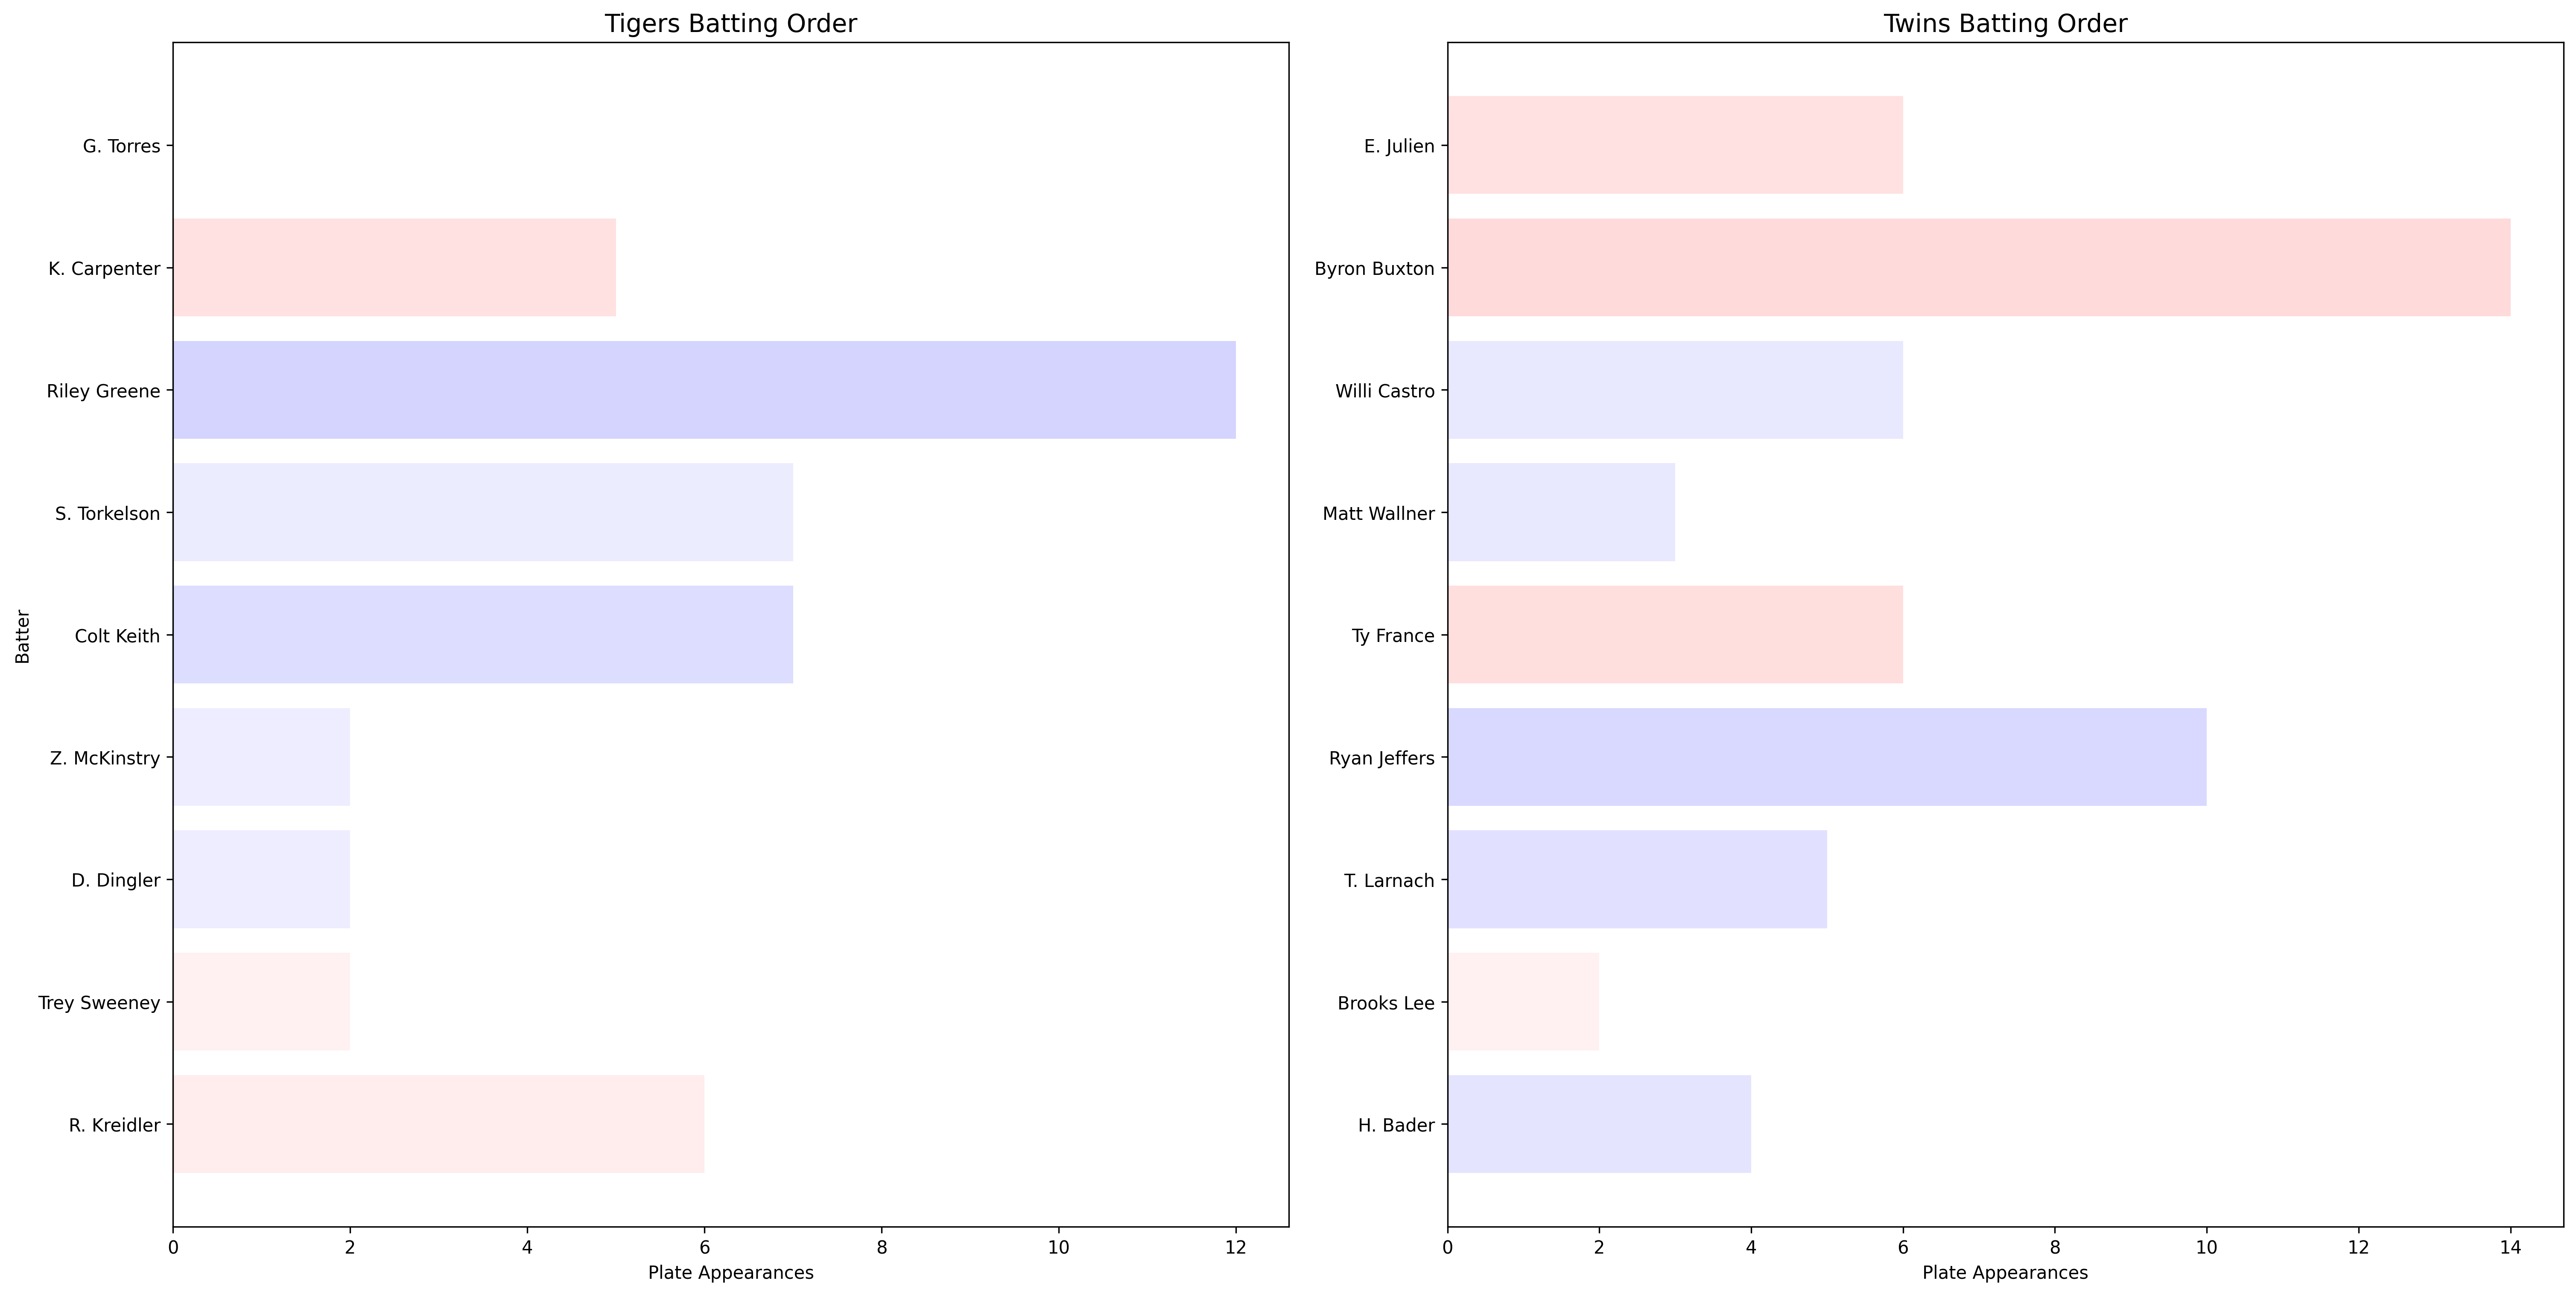 Tigers Batting Order
Batter
G. Torres
K. Carpenter
Riley Greene
S. Torkelson
Colt Keith
Z. McKinstry
D. Dingler
Trey Sweeney
R. Kreidler
0 2 4 6 8 10 12
Plate Appearances
Twins Batting Order
E. Julien
Byron Buxton
Willi Castro
Matt Wallner
Ty France
Ryan Jeffers
T. Larnach
Brooks Lee
H. Bader
0 2 4 6 8 10 12 14
Plate Appearances